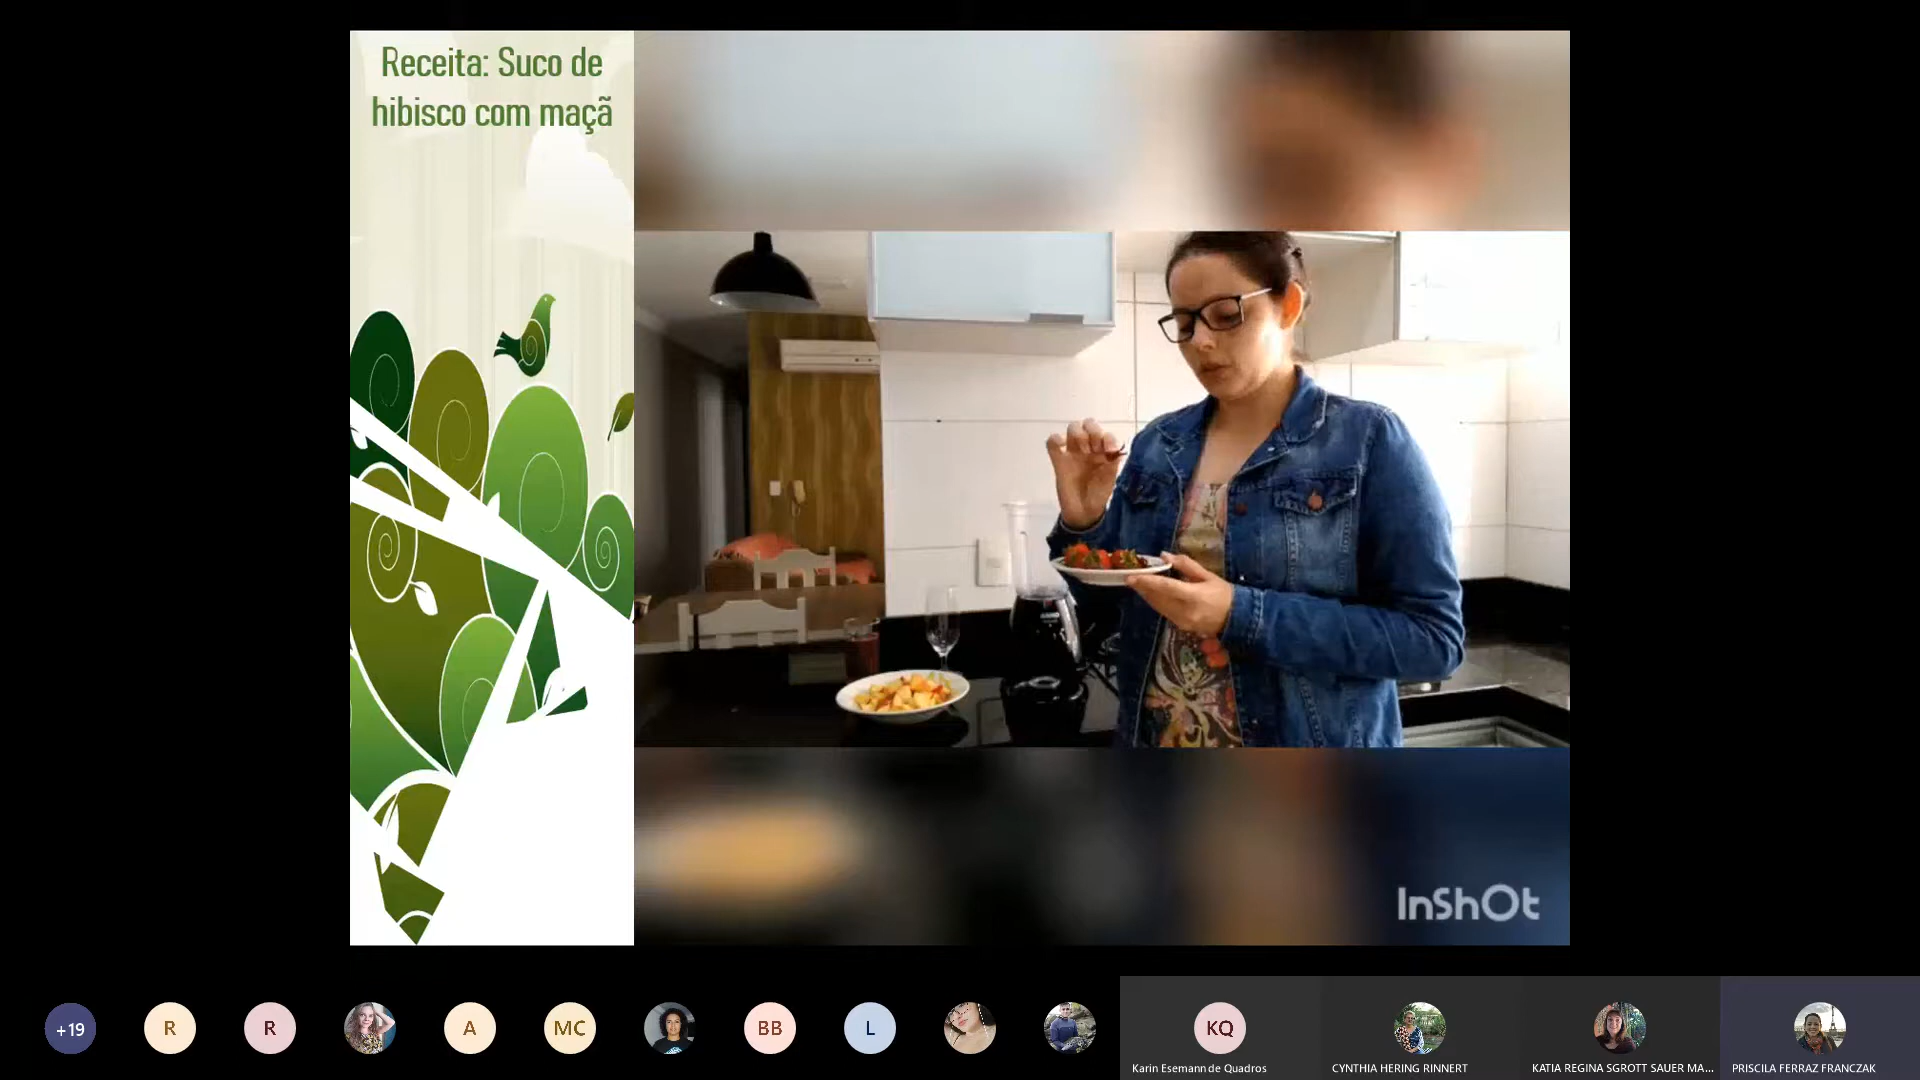 Receita: Suco de
hibisco com maçã
InShOt
+19
R
R
A
MC
BB
L
KQ
Karin Esemann de Quadros
CYNTHIA HERING RINNERT
KATIA REGINA SGROTT SAUER MA...
PRISCILA FERRAZ FRANCZAK